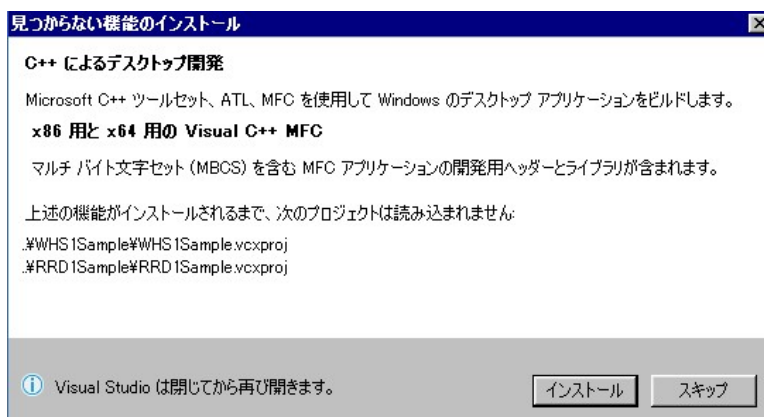 見つからない機能のインストール
C++ によるデスクトップ開発
Microsoft C++ ツールセット、ATL、MFC を使用して Windows のデスクトップ アプリケーションをビルドします。
x86 用と x64 用の Visual C++ MFC
マルチ バイト文字セット (MBCS) を含む MFC アプリケーションの開発用ヘッダーとライブラリが含まれます。
上述の機能がインストールされるまで、次のプロジェクトは読み込まれません:
.¥WHS1Sample¥WHS1Sample.vcxproj
.¥RRD1Sample¥RRD1Sample.vcxproj
Visual Studio は閉じてから再び開きます。
インストール
スキップ